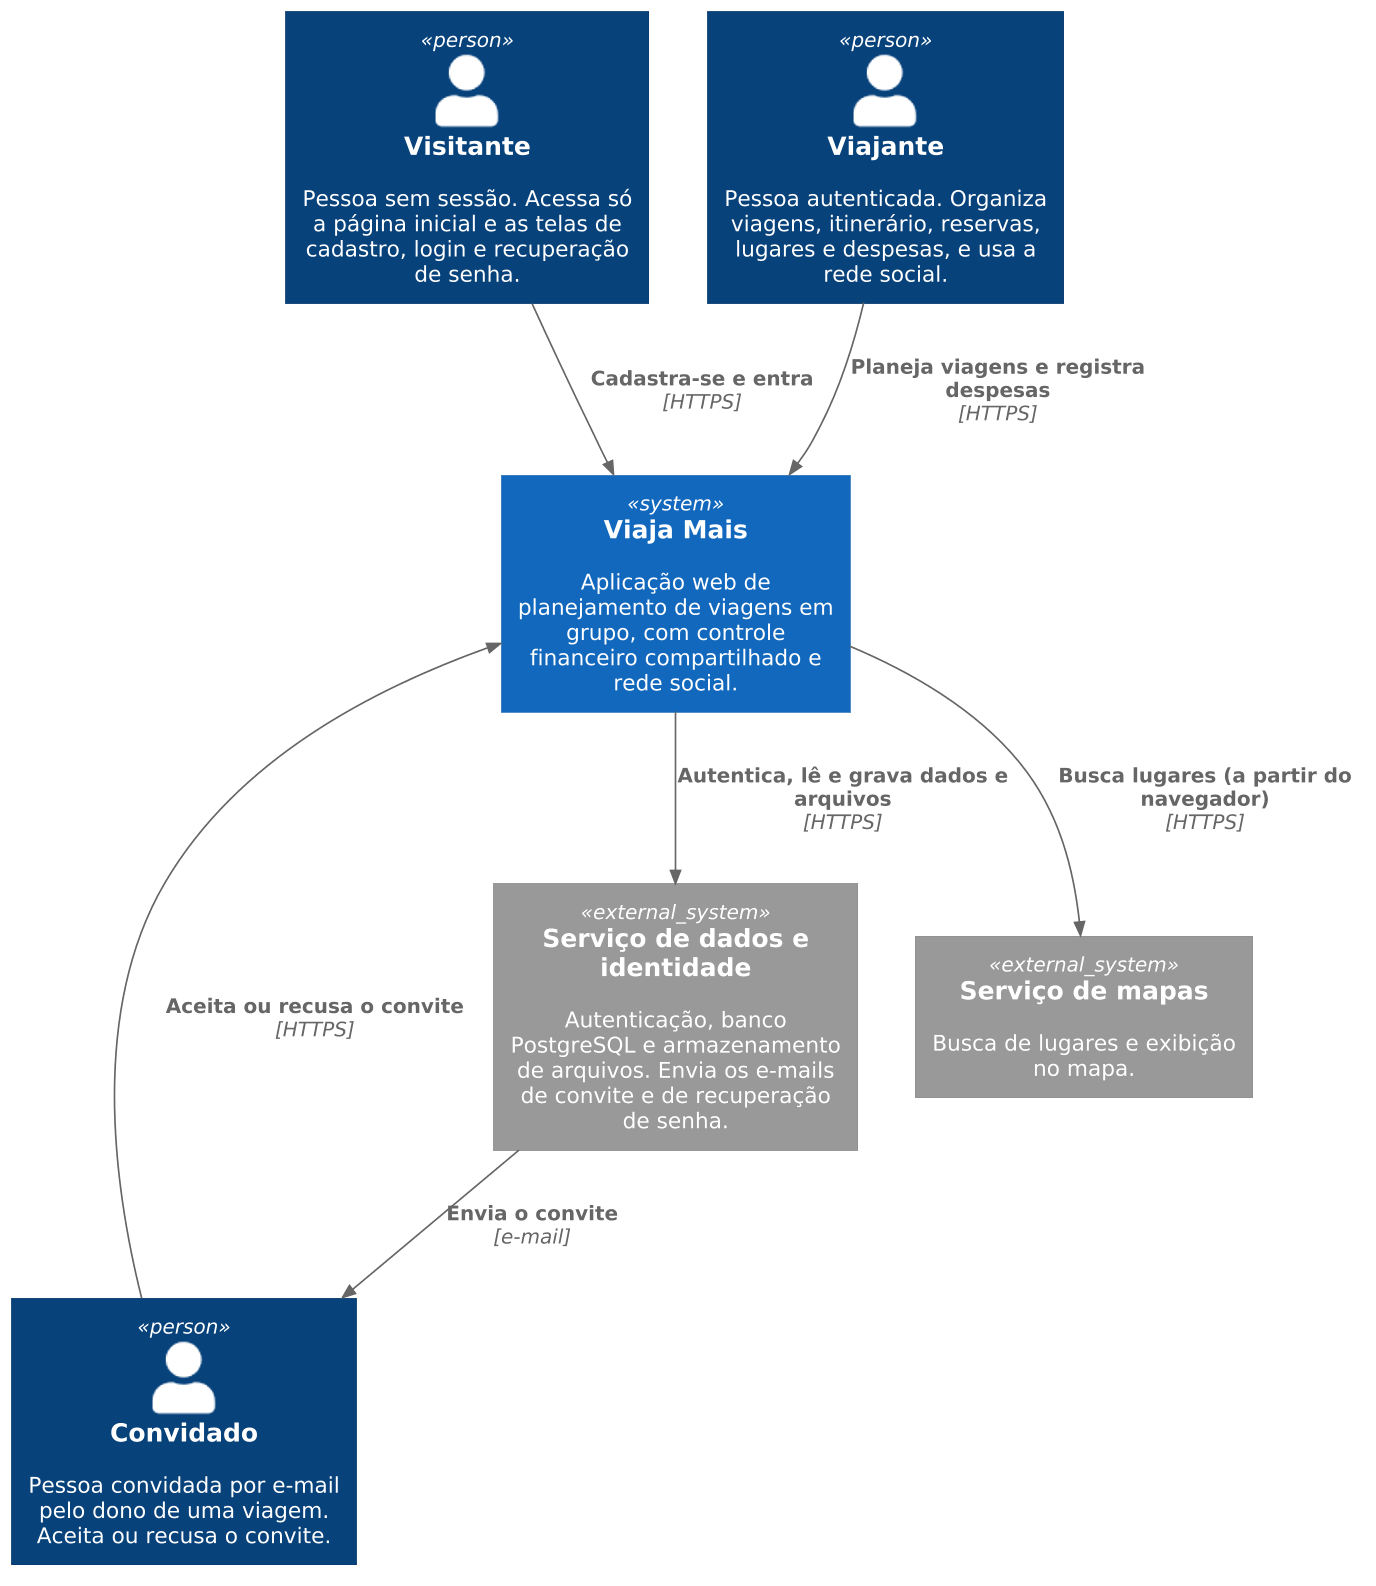 «person»
Visitante
Pessoa sem sessão. Acessa só
a página inicial e as telas de
cadastro, login e recuperação
de senha.
«person»
Viajante
Pessoa autenticada. Organiza
viagens, itinerário, reservas,
lugares e despesas, e usa a
rede social.
Cadastra-se e entra
[HTTPS]
Planeja viagens e registra
despesas
[HTTPS]
«system»
Viaja Mais
Aplicação web de
planejamento de viagens em
grupo, com controle
financeiro compartilhado e
rede social.
Autentica, lê e grava dados e
arquivos
[HTTPS]
Busca lugares (a partir do
navegador)
[HTTPS]
«external_system»
Serviço de dados e
identidade
Autenticação, banco
PostgreSQL e armazenamento
de arquivos. Envia os e-mails
de convite e de recuperação
de senha.
«external_system»
Serviço de mapas
Busca de lugares e exibição
no mapa.
Aceita ou recusa o convite
[HTTPS]
Envia o convite
[e-mail]
«person»
Convidado
Pessoa convidada por e-mail
pelo dono de uma viagem.
Aceita ou recusa o convite.